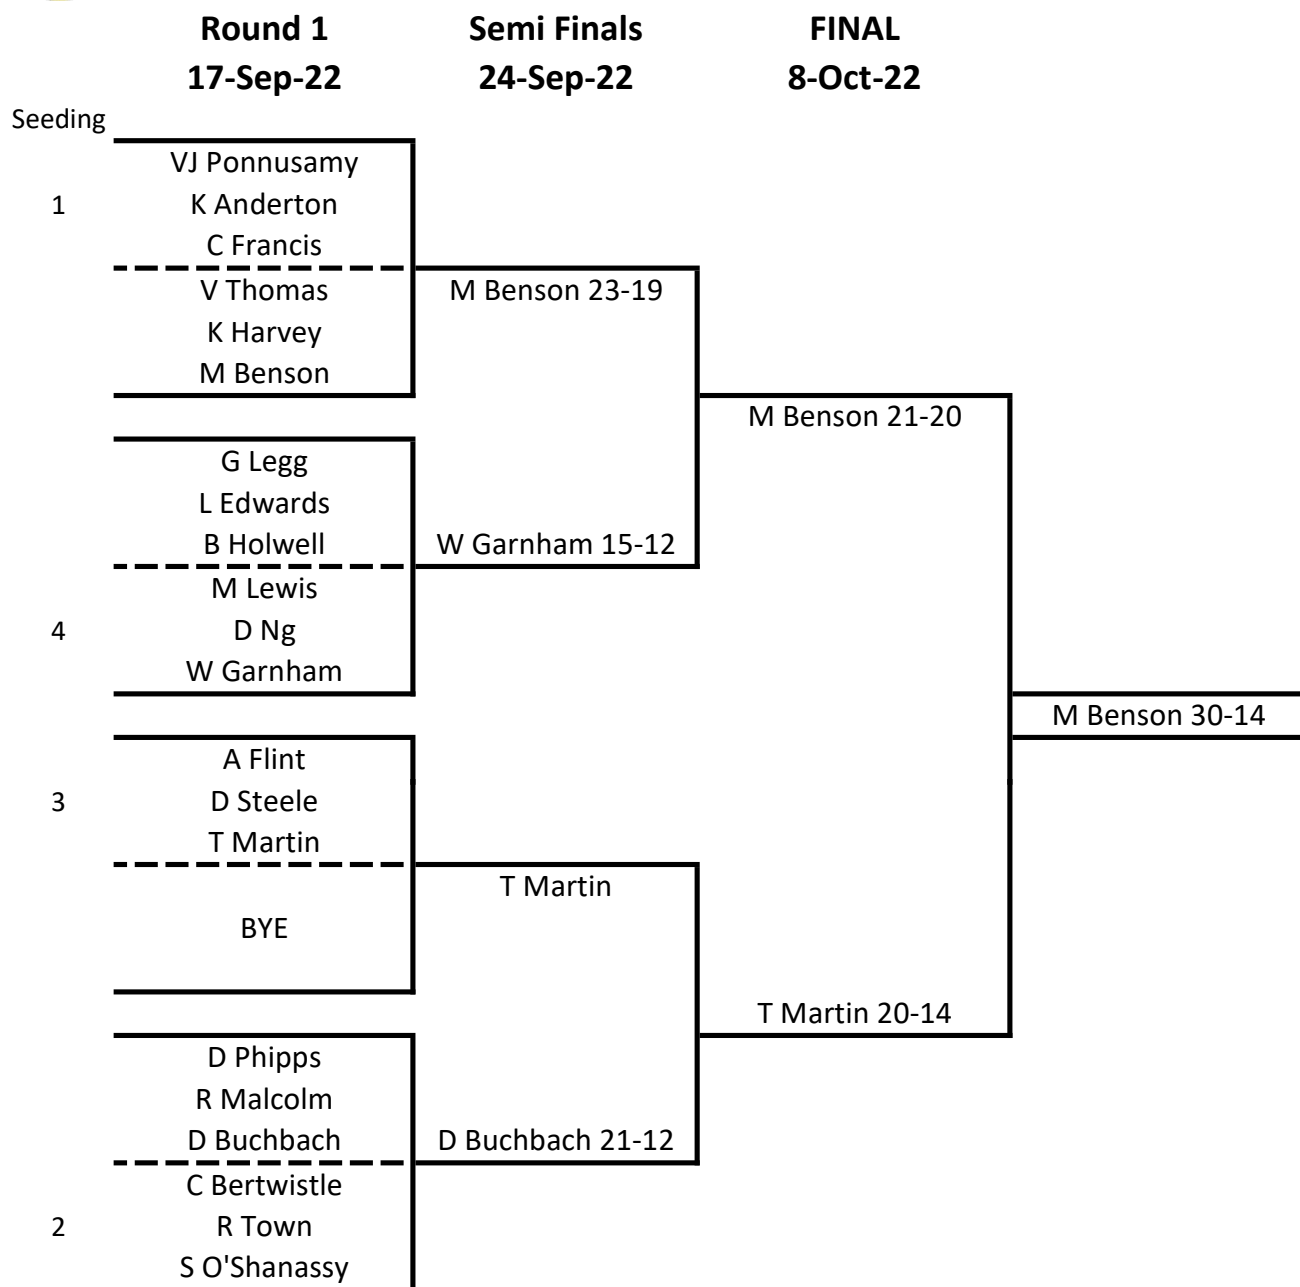 Round 1 Semi Finals FINAL
17-Sep-22 24-Sep-22 8-Oct-22
Seeding
VJ Ponnusamy
1 K Anderton
C Francis
V Thomas M Benson 23-19
K Harvey
M Benson
M Benson 21-20
G Legg
L Edwards
B Holwell W Garnham 15-12
M Lewis
4 D Ng
W Garnham
M Benson 30-14
A Flint
3 D Steele
T Martin
T Martin
BYE
T Martin 20-14
D Phipps
R Malcolm
D Buchbach D Buchbach 21-12
C Bertwistle
2 R Town
S O'Shanassy